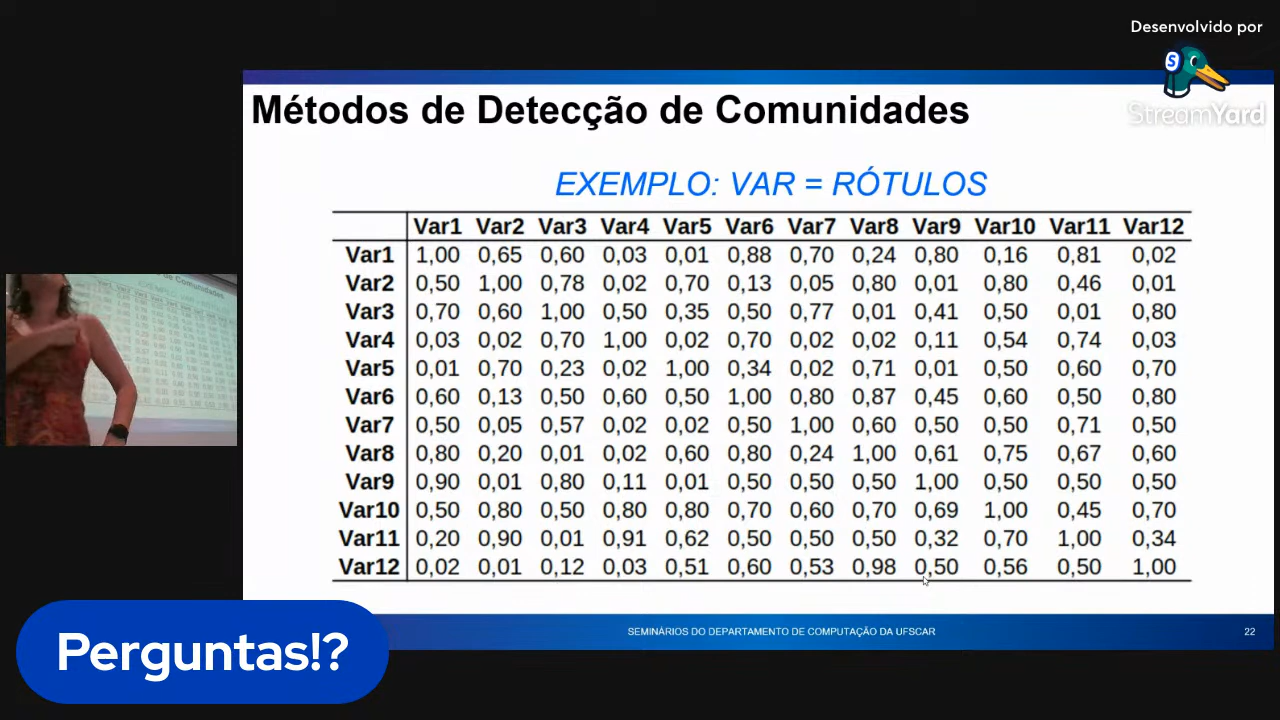 Desenvolvido por
S
StreamYard
Métodos de Detecção de Comunidades
EXEMPLO: VAR = RÓTULOS
Var1 Var2 Var3 Var4 Var5 Var6 Var7 Var8 Var9 Var10 Var11 Var12
Var1 1,00 0,65 0,60 0,03 0,01 0,88 0,70 0,24 0,80 0,16 0,81 0,02
Var2 0,50 1,00 0,78 0,02 0,70 0,13 0,05 0,80 0,01 0,80 0,46 0,01
Var3 0,70 0,60 1,00 0,50 0,35 0,50 0,77 0,01 0,41 0,50 0,01 0,80
Var4 0,03 0,02 0,70 1,00 0,02 0,70 0,02 0,02 0,11 0,54 0,74 0,03
Var5 0,01 0,70 0,23 0,02 1,00 0,34 0,02 0,71 0,01 0,50 0,60 0,70
Var6 0,60 0,13 0,50 0,60 0,50 1,00 0,80 0,87 0,45 0,60 0,50 0,80
Var7 0,50 0,05 0,57 0,02 0,02 0,50 1,00 0,60 0,50 0,50 0,71 0,50
Var8 0,80 0,20 0,01 0,02 0,60 0,80 0,24 1,00 0,61 0,75 0,67 0,60
Var9 0,90 0,01 0,80 0,11 0,01 0,50 0,50 0,50 1,00 0,50 0,50 0,50
Var10 0,50 0,80 0,50 0,80 0,80 0,70 0,60 0,70 0,69 1,00 0,45 0,70
Var11 0,20 0,90 0,01 0,91 0,62 0,50 0,50 0,50 0,32 0,70 1,00 0,34
Var12 0,02 0,01 0,12 0,03 0,51 0,60 0,53 0,98 0,50 0,56 0,50 1,00
SEMINÁRIOS DO DEPARTAMENTO DE COMPUTAÇÃO DA UFSCAR
22
Perguntas!?